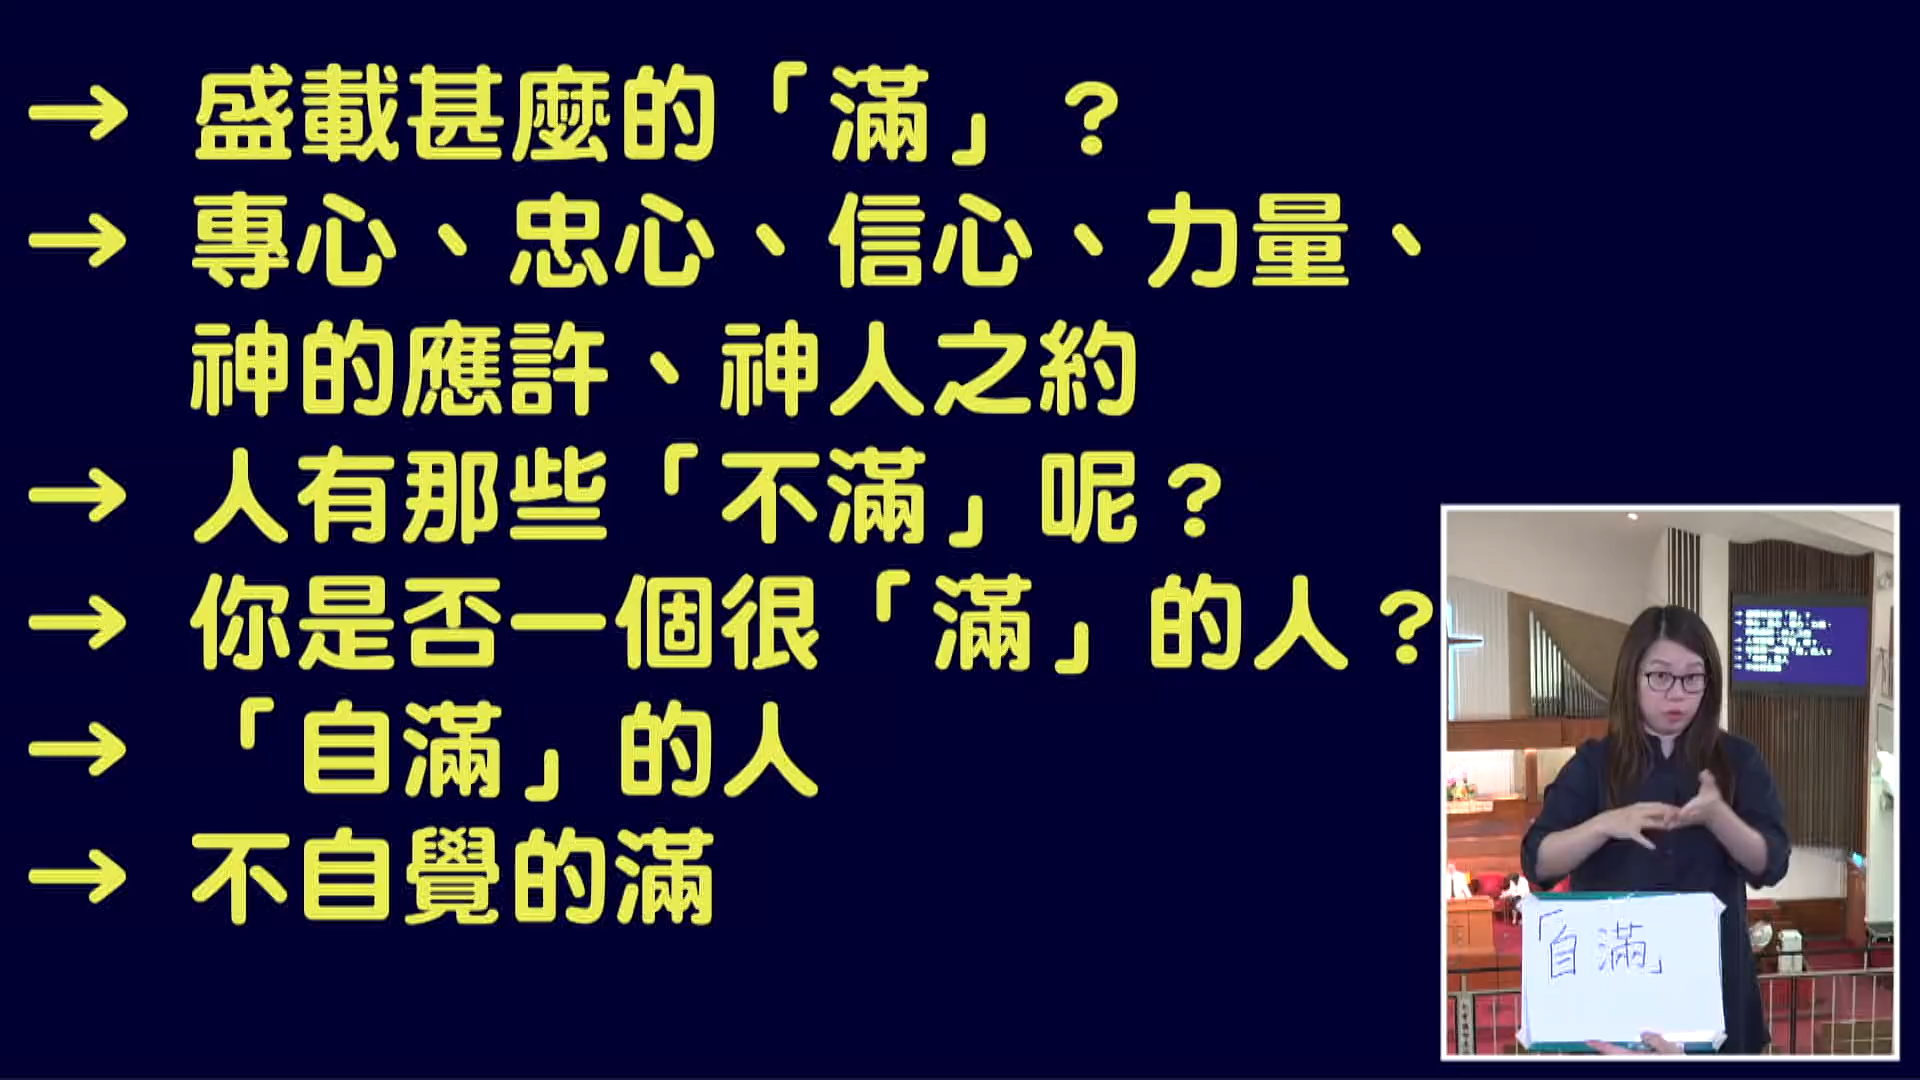 → 盛載甚麼的「滿」?
→ 專心、忠心、信心、力量、
神的應許、神人之約
→ 人有那些「不滿」呢?
→ 你是否一個很「滿」的人?
→ 「自滿」的人
→ 不自覺的滿
「自滿」